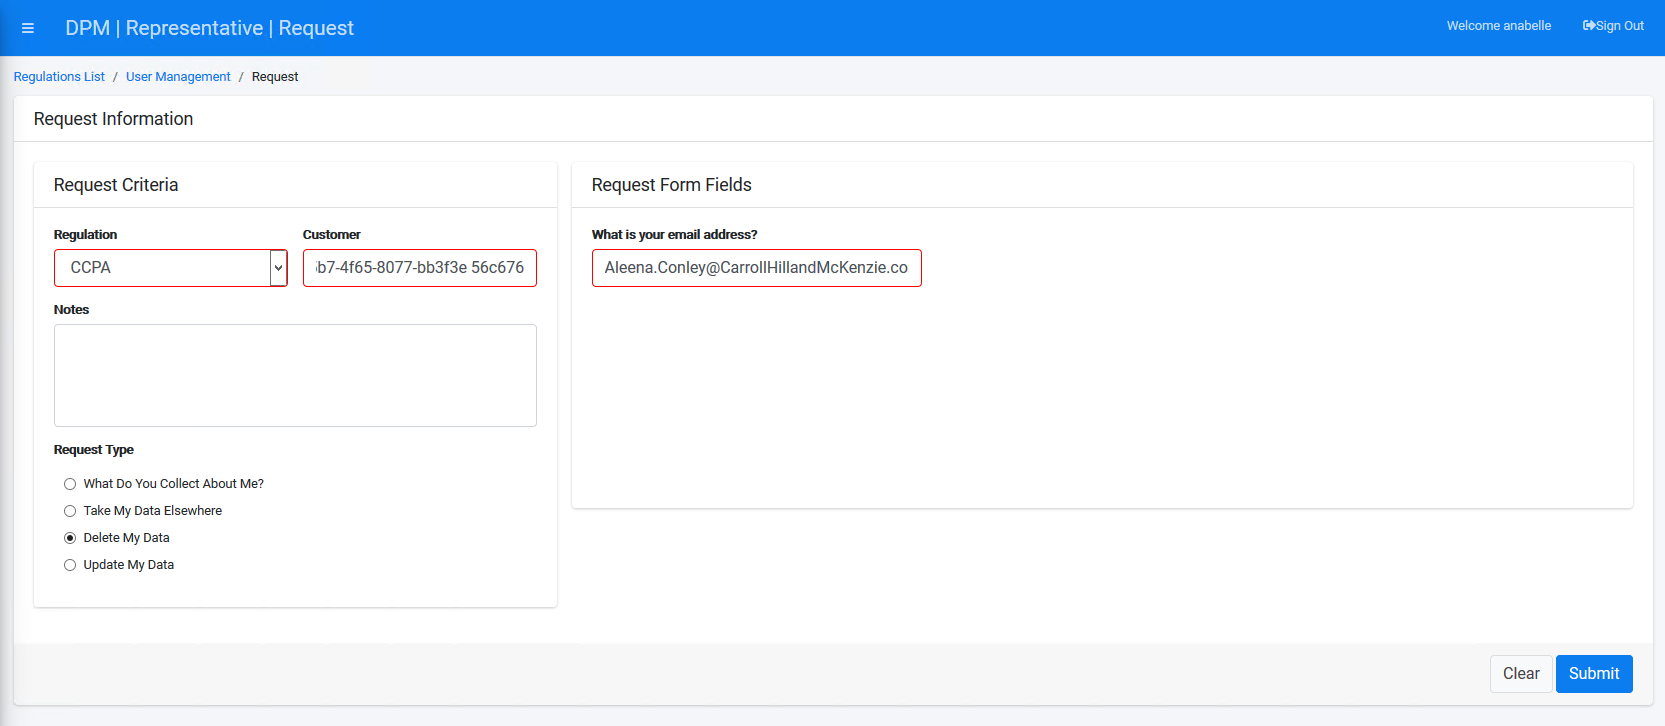 DPM | Representative | Request
Welcome anabelle
Sign Out
Regulations List / User Management / Request
Request Information
Request Criteria
Regulation
Customer
CCPA
b7-4f65-8077-bb3f3e 56c676
Notes
Request Type
What Do You Collect About Me?
Take My Data Elsewhere
Delete My Data
Update My Data
Request Form Fields
What is your email address?
Aleena.Conley@CarrollHillandMcKenzie.co
Clear
Submit